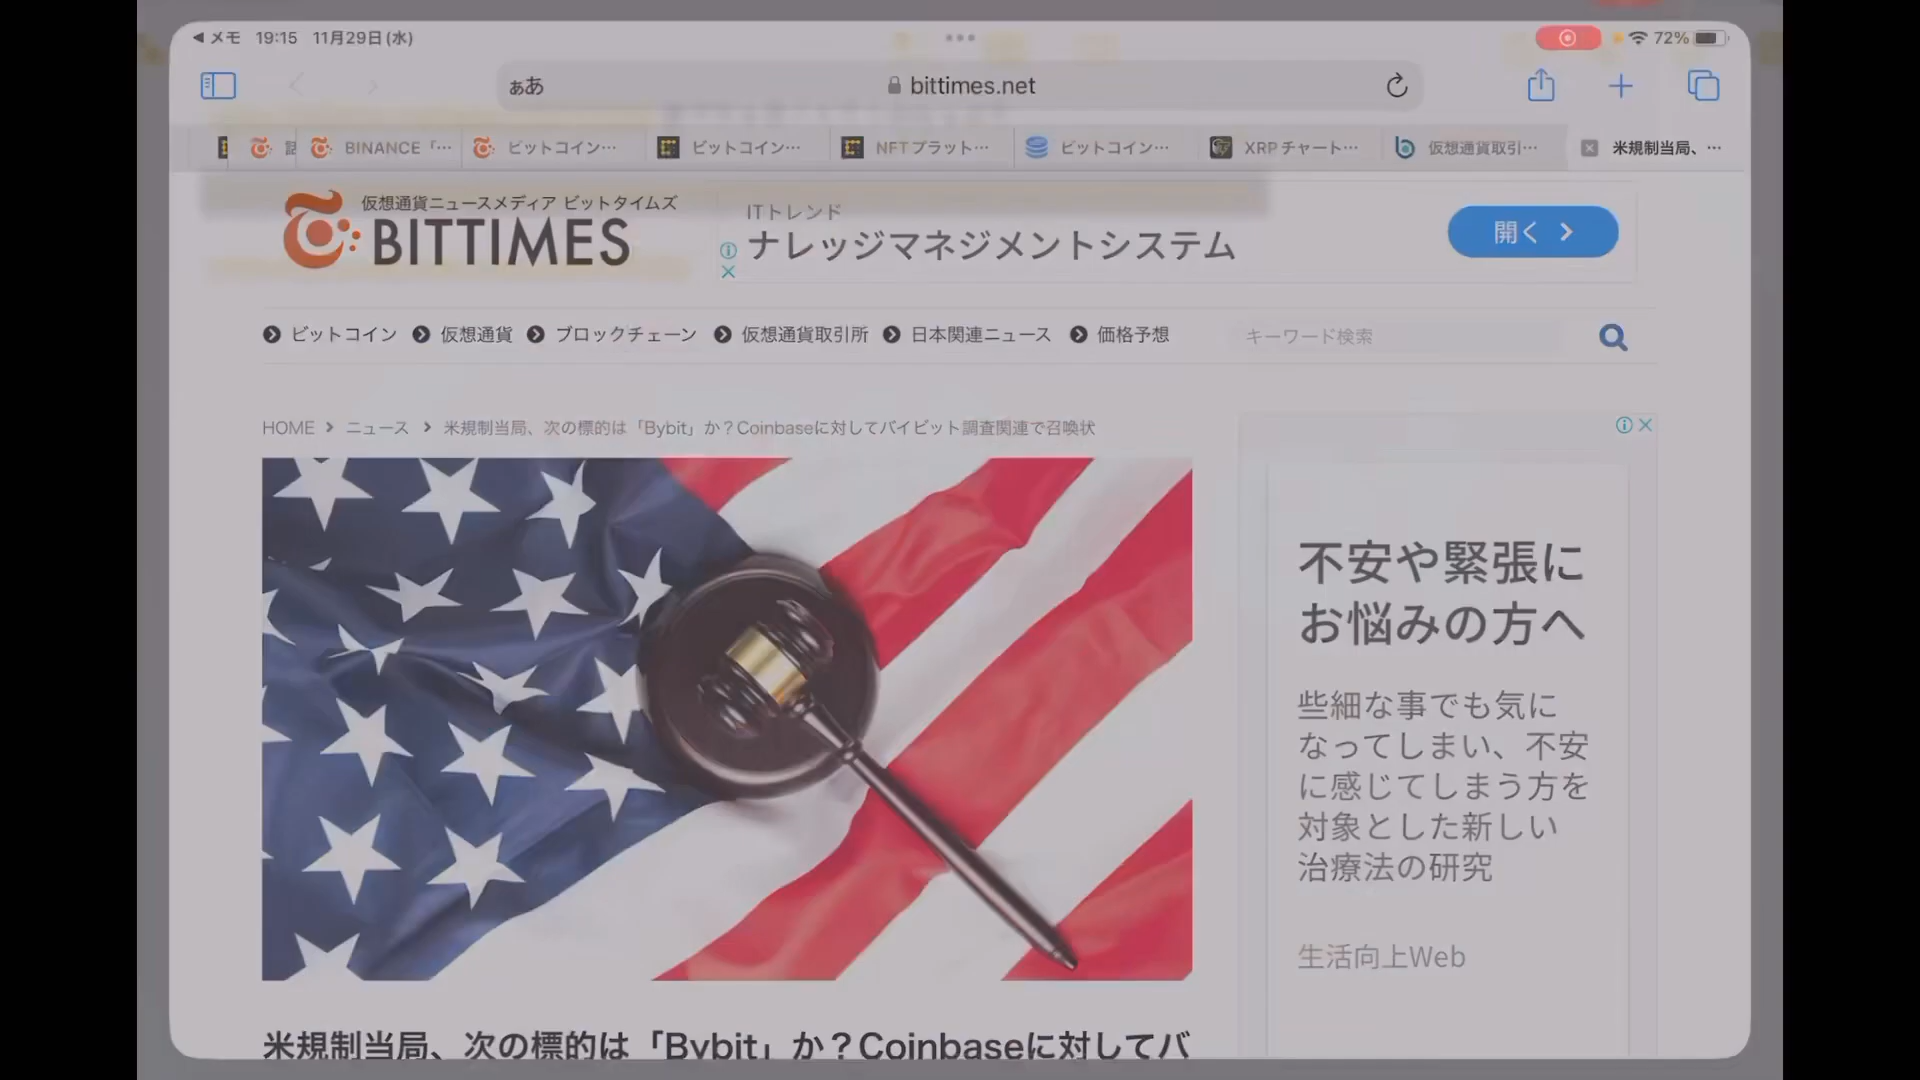 ◀ メモ 19:15 11月29日(水)
72%
ぁあ
bittimes.net
BINANCE「…
ビットコイン…
ビットコイン…
NFTプラット…
ビットコイン…
XRPチャート…
仮想通貨取引…
米規制当局、…
仮想通貨ニュースメディア ビットタイムズ
BITTIMES
ITトレンド
ナレッジマネジメントシステム
開く
ビットコイン
仮想通貨
ブロックチェーン
仮想通貨取引所
日本関連ニュース
価格予想
キーワード検索
HOME > ニュース > 米規制当局、次の標的は「Bybit」か？Coinbaseに対してバイビット調査関連で召喚状
不安や緊張に
お悩みの方へ
些細な事でも気に
なってしまい、不安
に感じてしまう方を
対象とした新しい
治療法の研究
生活向上Web
米規制当局、次の標的は「Bybit」か？Coinbaseに対してバ